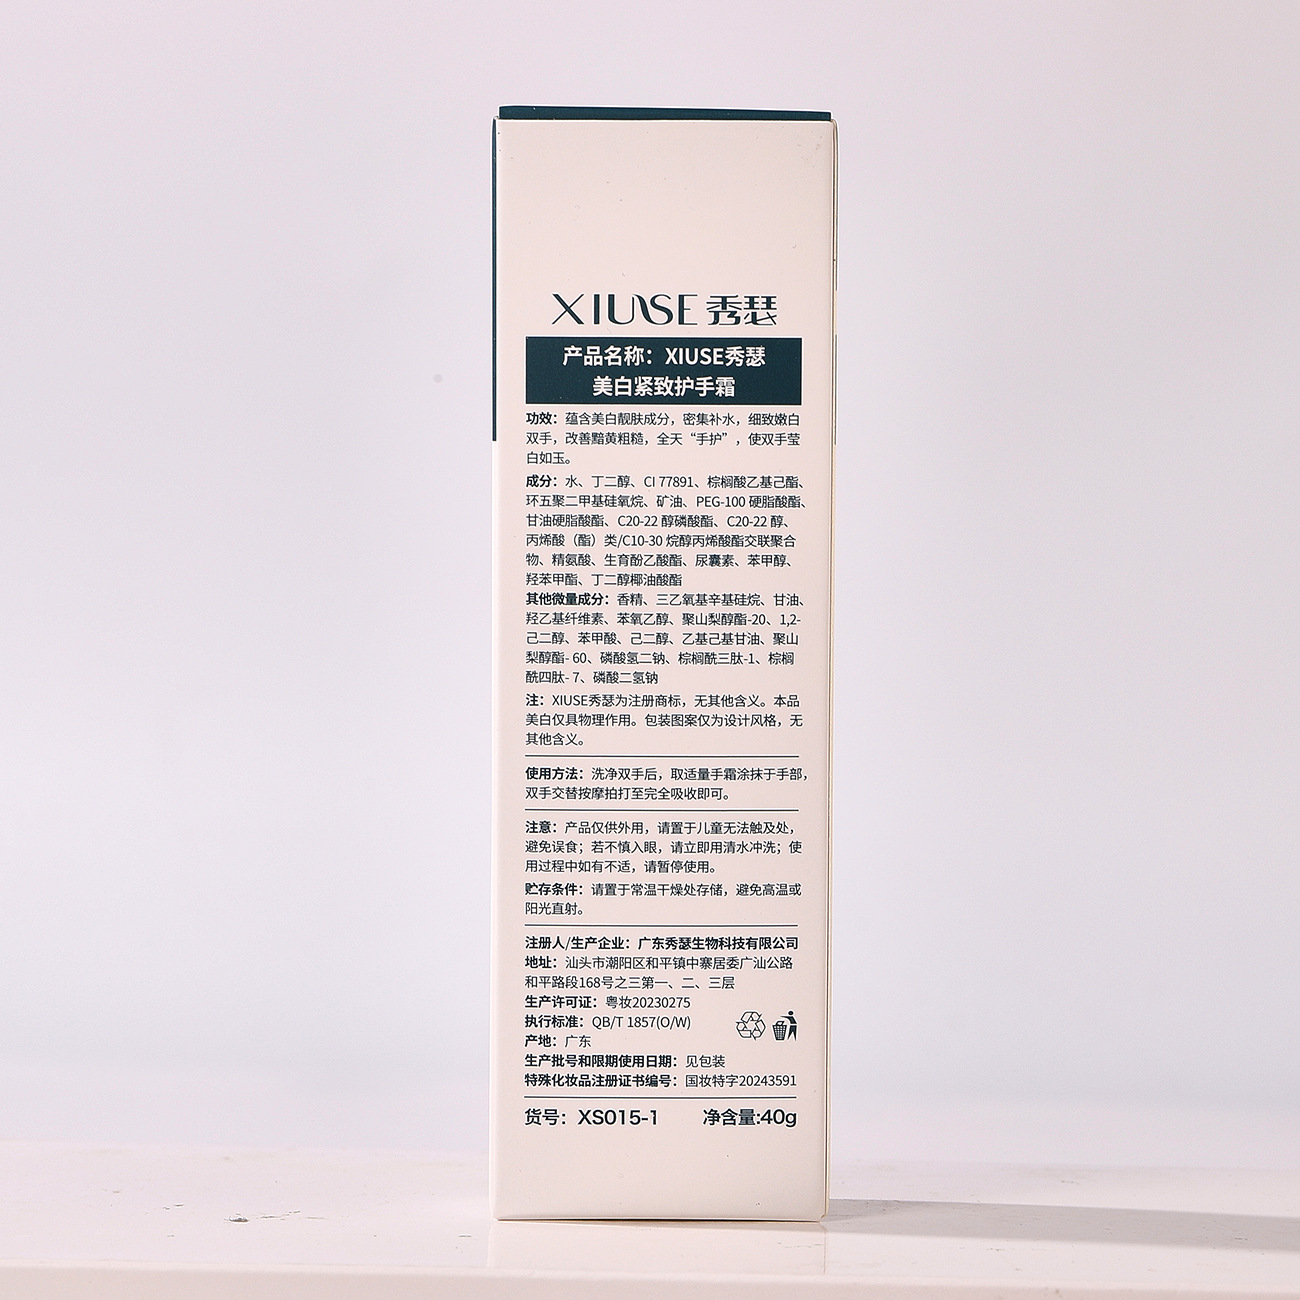 XIUSE 秀瑟
产品名称：XIUSE秀瑟
美白紧致护手霜
功效：蕴含美白靓肤成分，密集补水，细致嫩白
双手，改善黯黄粗糙，全天“手护”，使双手莹
白如玉。
成分：水、丁二醇、CI 77891、棕榈酸乙基己酯、
环五聚二甲基硅氧烷、矿油、PEG-100 硬脂酸酯、
甘油硬脂酸酯、C20-22 醇磷酸酯、C20-22 醇、
丙烯酸（酯）类/C10-30 烷醇丙烯酸酯交联聚合
物、精氨酸、生育酚乙酸酯、尿囊素、苯甲醇、
羟苯甲酯、丁二醇椰油酸酯
其他微量成分：香精、三乙氧基辛基硅烷、甘油、
羟乙基纤维素、苯氧乙醇、聚山梨醇酯-20、1,2-
己二醇、苯甲酸、己二醇、乙基己基甘油、聚山
梨醇酯- 60、磷酸氢二钠、棕榈酰三肽-1、棕榈
酰四肽- 7、磷酸二氢钠
注：XIUSE秀瑟为注册商标，无其他含义。本品
美白仅具物理作用。包装图案仅为设计风格，无
其他含义。
使用方法：洗净双手后，取适量手霜涂抹于手部，
双手交替按摩拍打至完全吸收即可。
注意：产品仅供外用，请置于儿童无法触及处，
避免误食；若不慎入眼，请立即用清水冲洗；使
用过程中如有不适，请暂停使用。
贮存条件：请置于常温干燥处存储，避免高温或
阳光直射。
注册人/生产企业：广东秀瑟生物科技有限公司
地址：汕头市潮阳区和平镇中寨居委广汕公路
和平路段168号之三第一、二、三层
生产许可证：粤妆20230275
执行标准：QB/T 1857(O/W)
产地：广东
生产批号和限期使用日期：见包装
特殊化妆品注册证书编号：国妆特字20243591
货号：XS015-1 净含量:40g